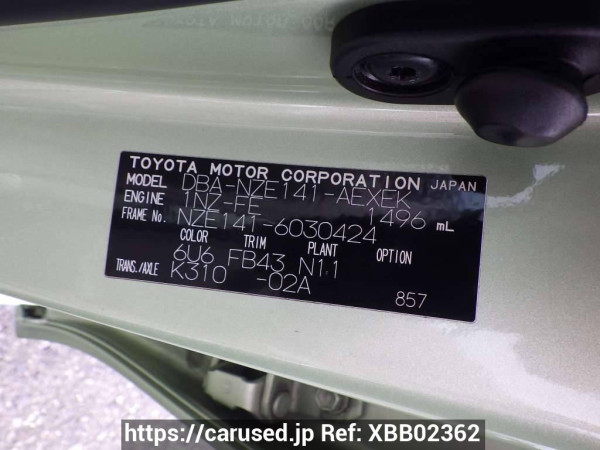 TOYOTA MOTOR CORPORATION JAPAN
MODEL DBA-NZE141-AEXEK
ENGINE 1NZ-FE 1496 mL
FRAME No. NZE141-6030424
COLOR TRIM PLANT OPTION
6U6 FB43 N11
TRANS./AXLE K310 -02A
857
https://carused.jp Ref: XBB02362